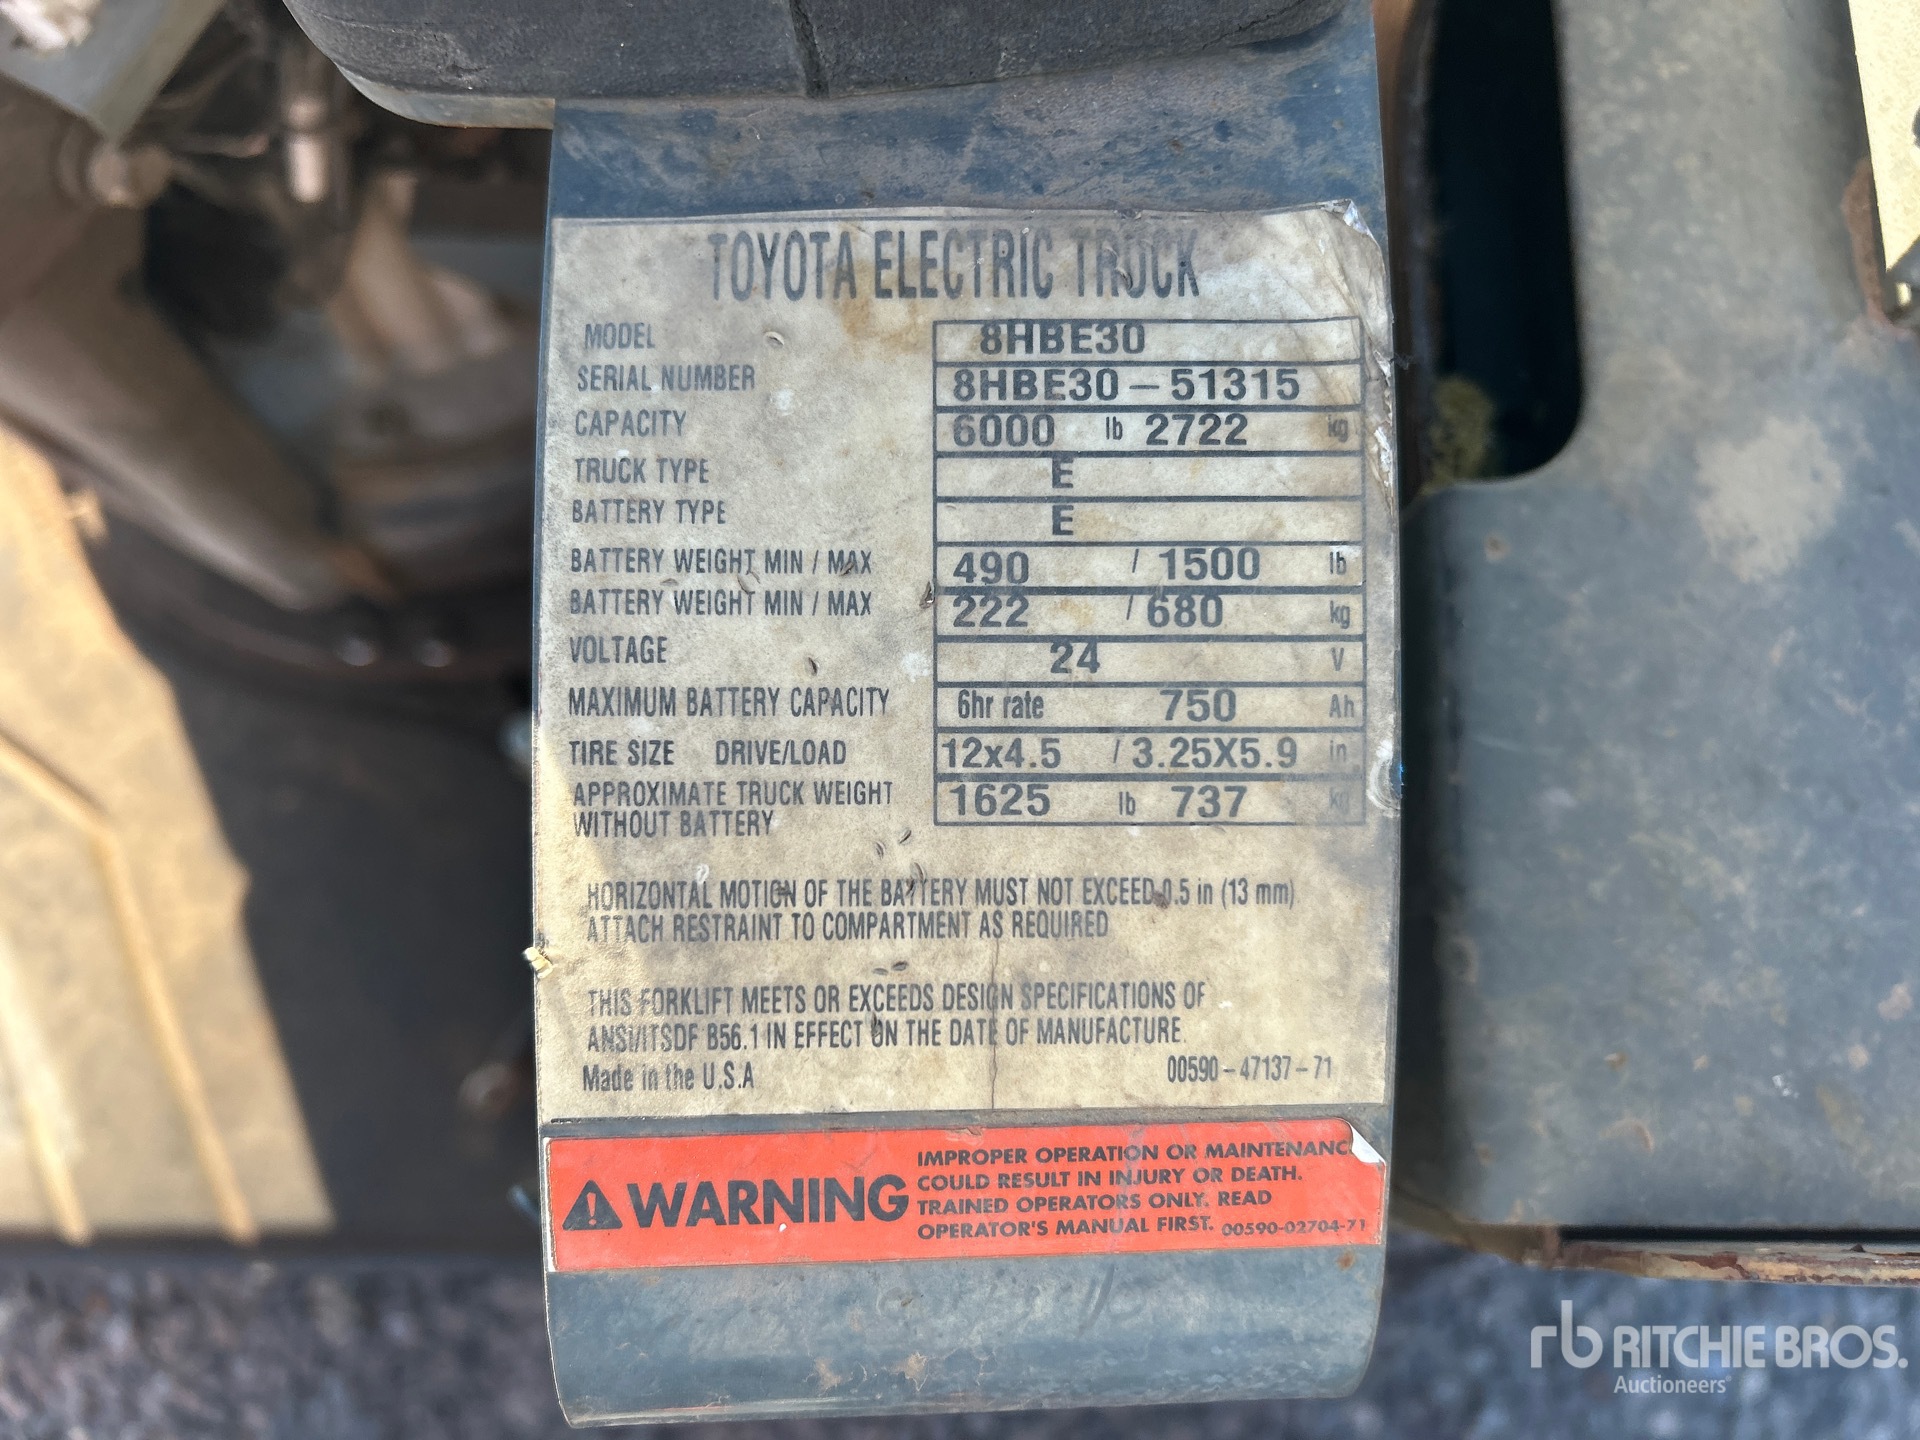 TOYOTA ELECTRIC TRUCK
MODEL 8HBE30
SERIAL NUMBER 8HBE30-51315
CAPACITY 6000 lb 2722 kg
TRUCK TYPE E
BATTERY TYPE E
BATTERY WEIGHT MIN / MAX 490 / 1500 lb
BATTERY WEIGHT MIN / MAX 222 / 680 kg
VOLTAGE 24 V
MAXIMUM BATTERY CAPACITY 6hr rate 750 Ah
TIRE SIZE DRIVE/LOAD 12x4.5 / 3.25X5.9 in
APPROXIMATE TRUCK WEIGHT 1625 lb 737 kg
WITHOUT BATTERY
HORIZONTAL MOTION OF THE BATTERY MUST NOT EXCEED 0.5 in (13 mm).
ATTACH RESTRAINT TO COMPARTMENT AS REQUIRED
THIS FORKLIFT MEETS OR EXCEEDS DESIGN SPECIFICATIONS OF
ANSI/ITSDF B56.1 IN EFFECT ON THE DATE OF MANUFACTURE.
Made in the U.S.A 00590-47137-71
WARNING
IMPROPER OPERATION OR MAINTENANC
COULD RESULT IN INJURY OR DEATH.
TRAINED OPERATORS ONLY. READ
OPERATOR'S MANUAL FIRST. 00590-02704-71
rb RITCHIE BROS.
Auctioneers